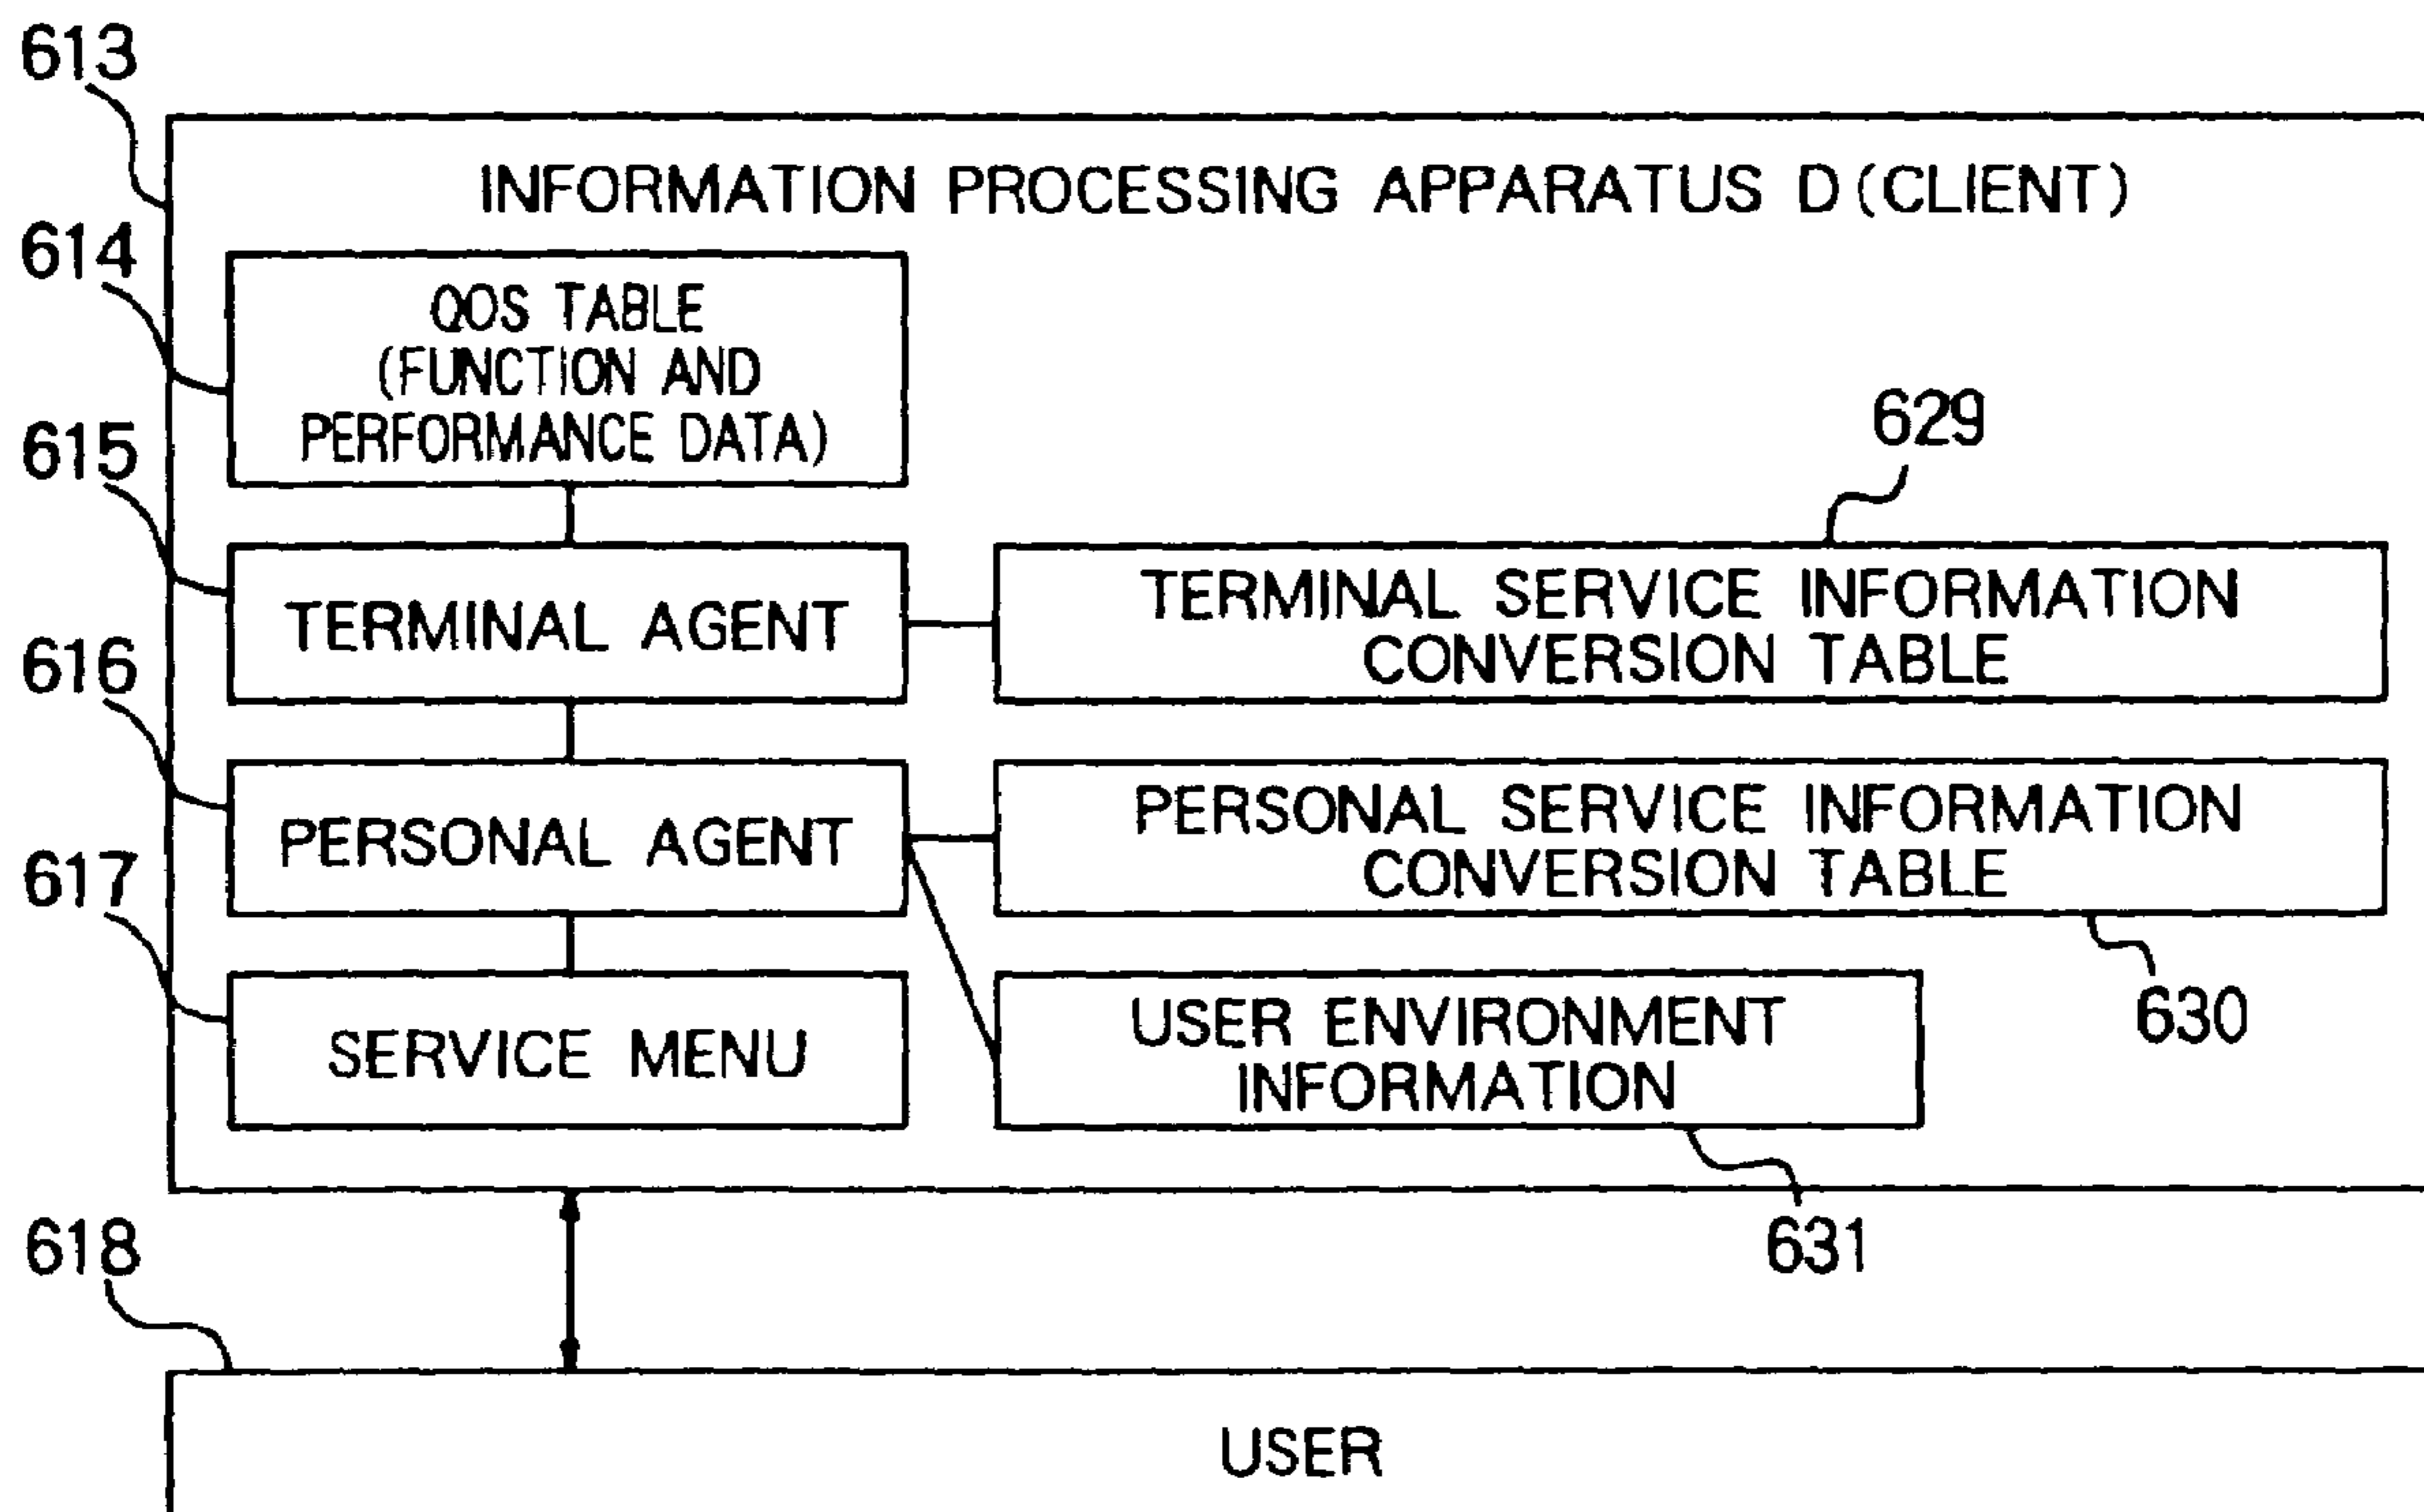 613
INFORMATION PROCESSING APPARATUS D (CLIENT)
614
QOS TABLE
(FUNCTION AND
PERFORMANCE DATA)
615
629
TERMINAL AGENT
TERMINAL SERVICE INFORMATION
CONVERSION TABLE
616
PERSONAL AGENT
PERSONAL SERVICE INFORMATION
CONVERSION TABLE
617
630
SERVICE MENU
USER ENVIRONMENT
INFORMATION
618
631
USER